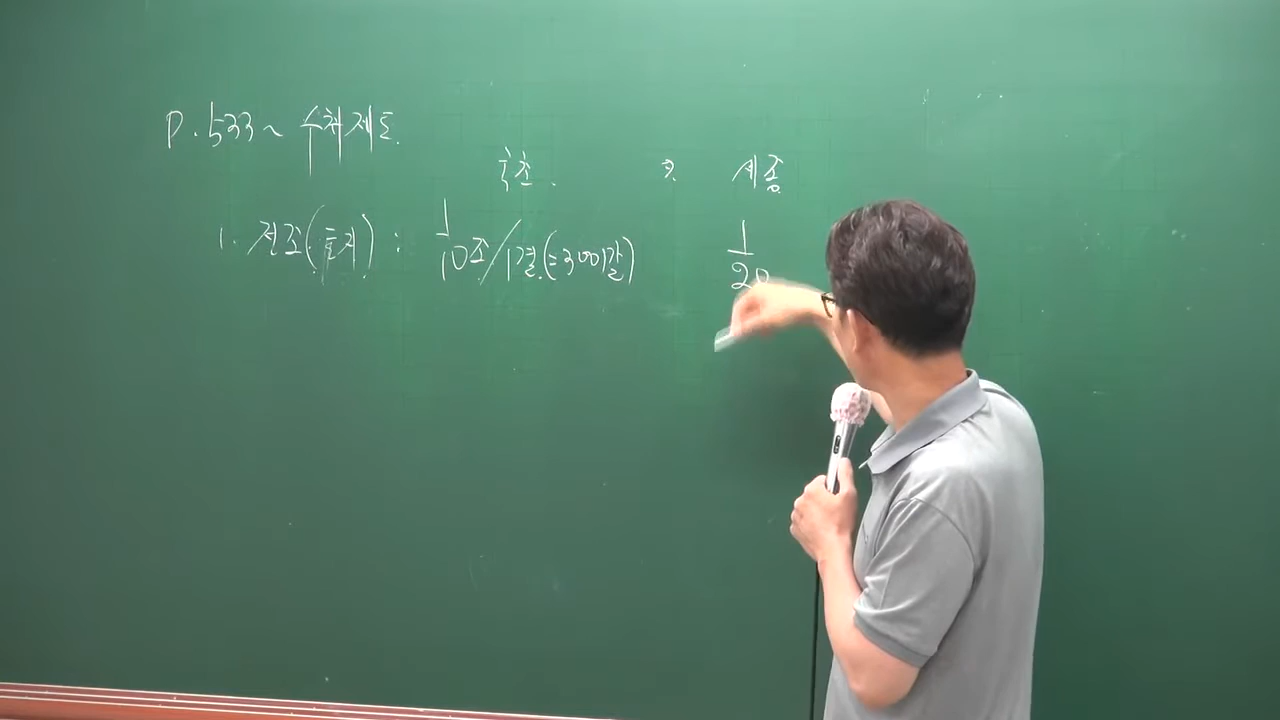 P. 533~ 수취제도.
국초. → 세종
1. 전조(토지) : 1/10조/1결(=300말) 1/20